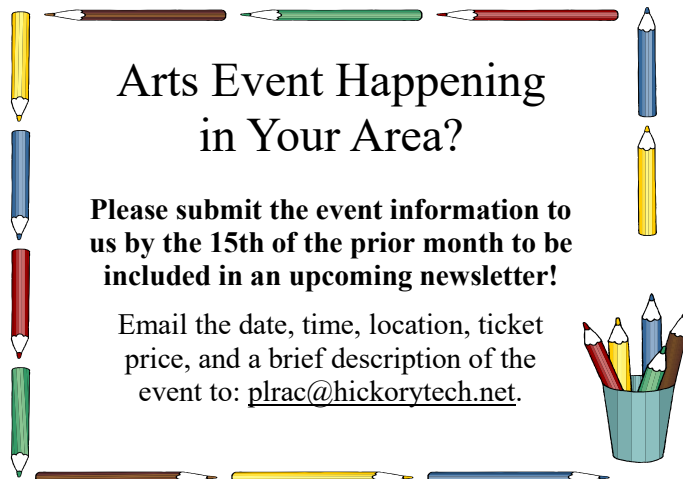 Arts Event Happening
in Your Area?
Please submit the event information to
us by the 15th of the prior month to be
included in an upcoming newsletter!
Email the date, time, location, ticket
price, and a brief description of the
event to: plrac@hickorytech.net.